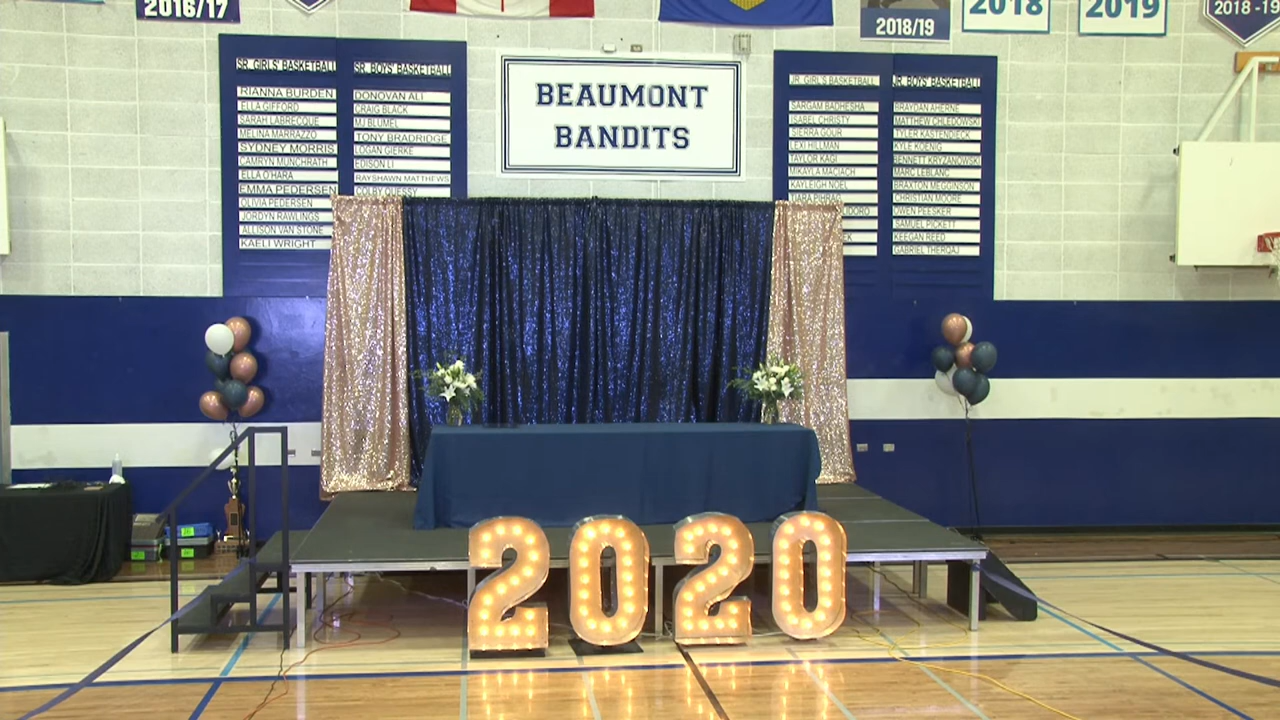 2016/17
2018/19
2018
2019
2018-19
SR. GIRLS' BASKETBALL
RIANNA BURDEN
ELLA GIFFORD
SARAH LABRECQUE
MELINA MARRAZZO
SYDNEY MORRIS
CAMRYN MUNCHRATH
ELLA O'HARA
EMMA PEDERSEN
OLIVIA PEDERSEN
JORDYN RAWLINGS
ALLISON VAN STONE
KAELI WRIGHT
SR. BOYS' BASKETBALL
DONOVAN ALI
CRAIG BLACK
MJ BLUMEL
TONY BRADRIDGE
LOGAN GIERKE
EDISON LI
RAYSHAWN MATTHEWS
COLBY QUESSY
BEAUMONT
BANDITS
JR. GIRL'S BASKETBALL
SARGAM BADHESHA
ISABEL CHRISTY
SIERRA GOUR
LEXI HILLMAN
TAYLOR KAGI
MIKAYLA MACIACH
KAYLEIGH NOEL
JR. BOYS' BASKETBALL
BRAYDAN AHERNE
MATTHEW CHLEDOWSKI
TYLER KASTENDIECK
KYLE KOENIG
BENNETT KRYZANOWSKI
MARC LEBLANC
BRAXTON MEGGINSON
CHRISTIAN MOORE
OWEN PEESKER
SAMUEL PICKETT
KEEGAN REED
2020